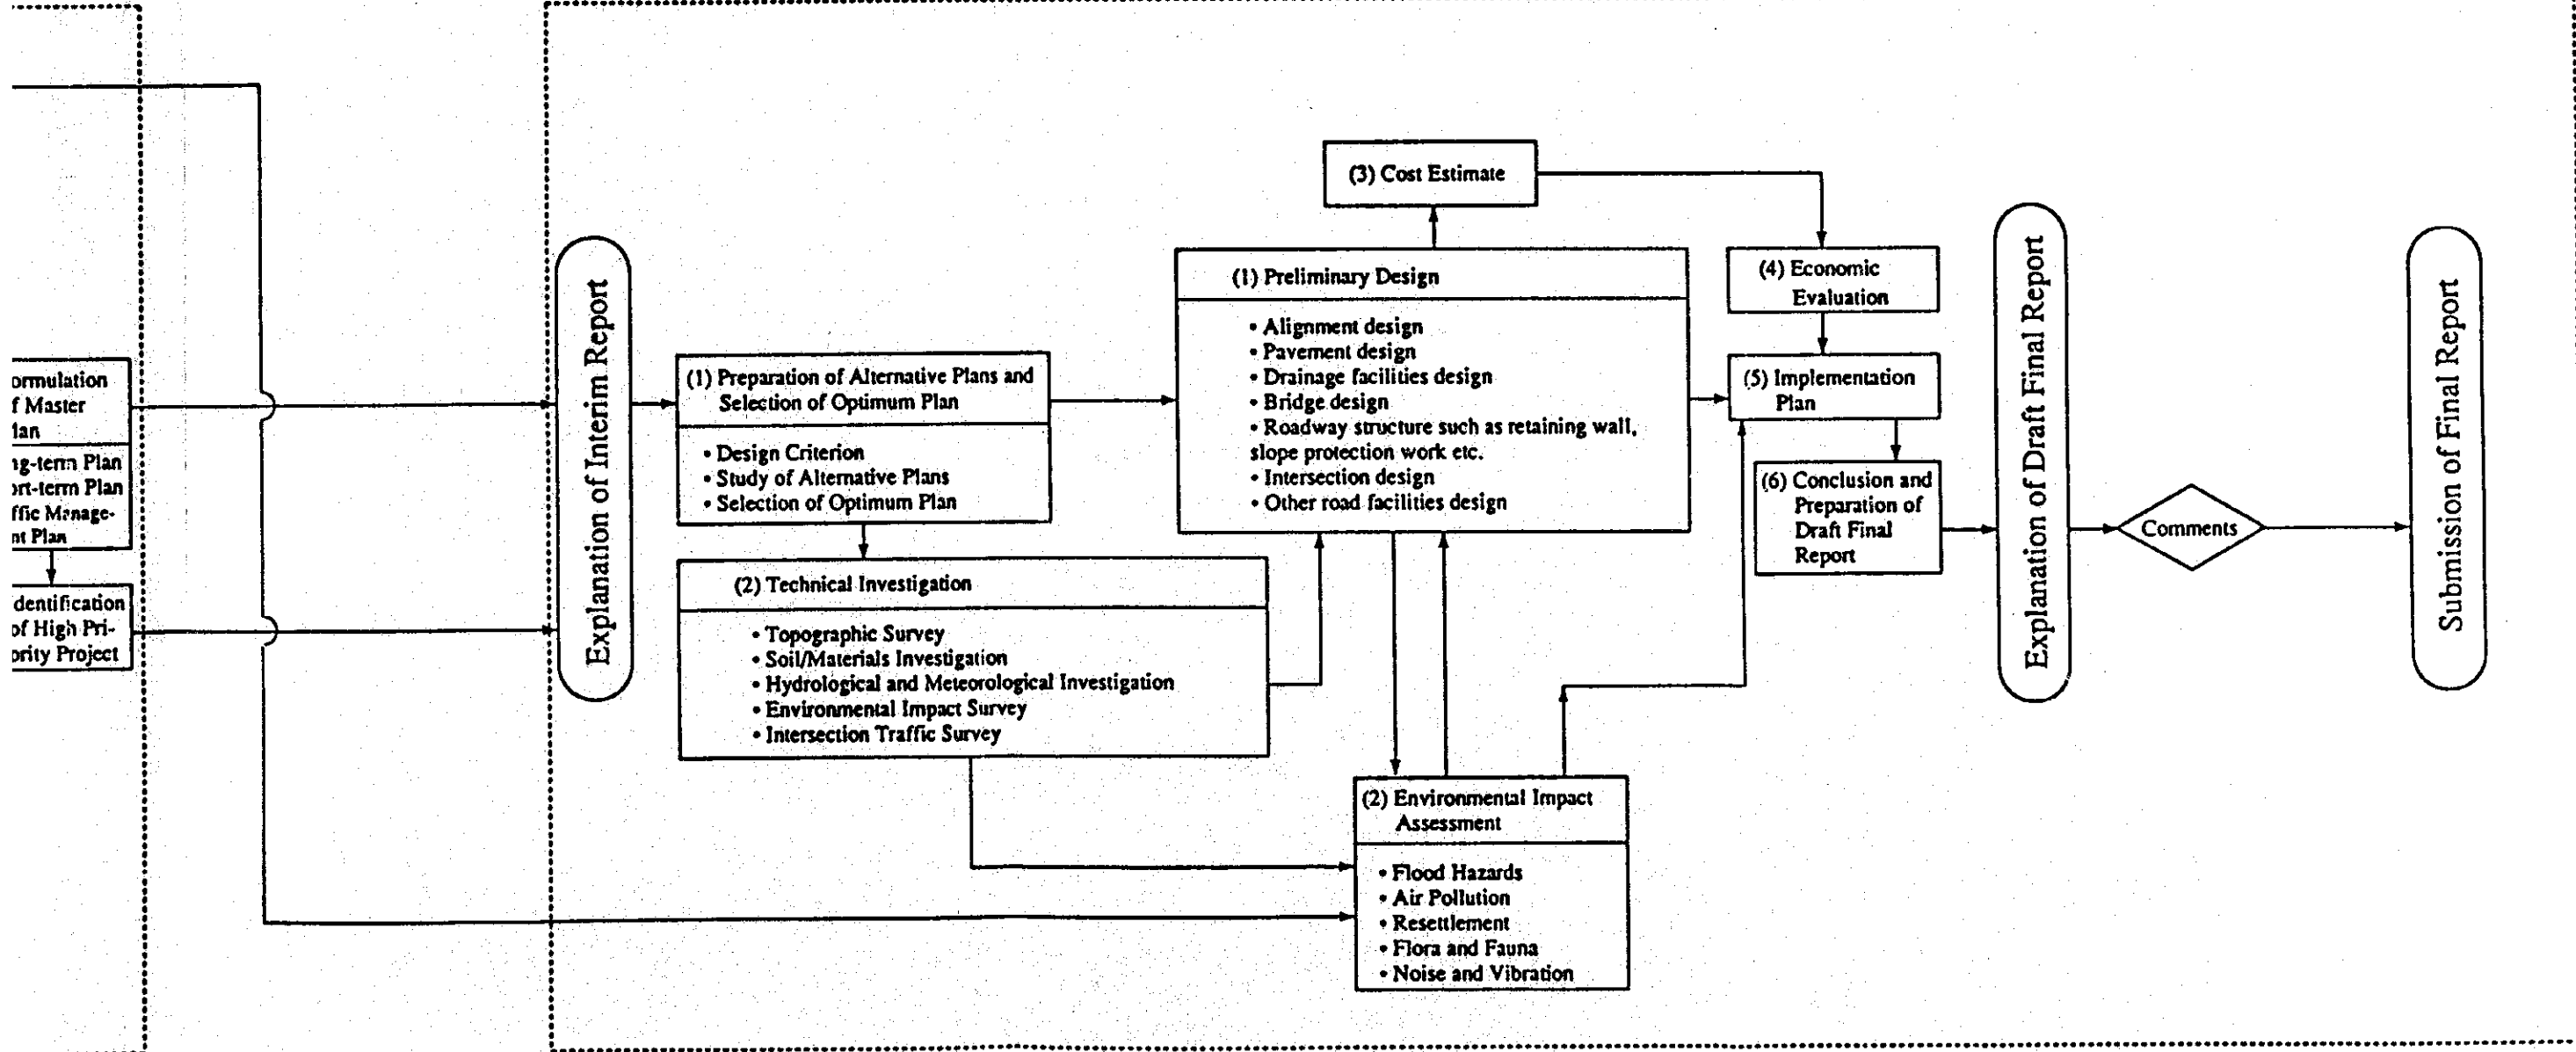 ormulation
f Master
lan
ng-term Plan
ort-term Plan
ffic Manage-
nt Plan
dentification
of High Pri-
ority Project
Explanation of Interim Report
(1) Preparation of Alternative Plans and
Selection of Optimum Plan
• Design Criterion
• Study of Alternative Plans
• Selection of Optimum Plan
(2) Technical Investigation
• Topographic Survey
• Soil/Materials Investigation
• Hydrological and Meteorological Investigation
• Environmental Impact Survey
• Intersection Traffic Survey
(3) Cost Estimate
(1) Preliminary Design
• Alignment design
• Pavement design
• Drainage facilities design
• Bridge design
• Roadway structure such as retaining wall,
slope protection work etc.
• Intersection design
• Other road facilities design
(2) Environmental Impact
Assessment
• Flood Hazards
• Air Pollution
• Resettlement
• Flora and Fauna
• Noise and Vibration
(4) Economic
Evaluation
(5) Implementation
Plan
(6) Conclusion and
Preparation of
Draft Final
Report
Explanation of Draft Final Report
Comments
Submission of Final Report